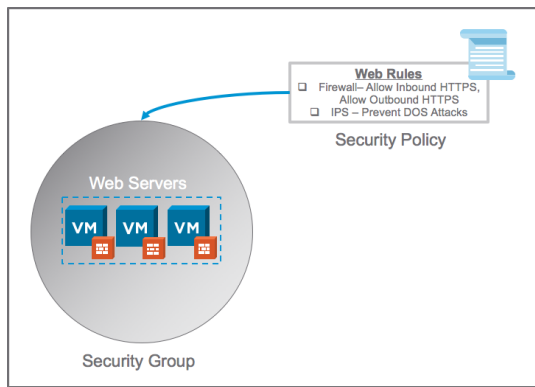 Web Rules
❑ Firewall– Allow Inbound HTTPS,
Allow Outbound HTTPS
❑ IPS – Prevent DOS Attacks
Security Policy
Web Servers
VM VM VM
Security Group